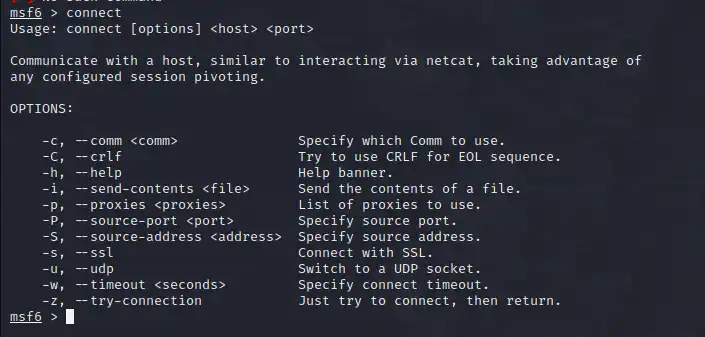 No such command
msf6 > connect
Usage: connect [options] <host> <port>
Communicate with a host, similar to interacting via netcat, taking advantage of
any configured session pivoting.
OPTIONS:
-c, --comm <comm> Specify which Comm to use.
-C, --crlf Try to use CRLF for EOL sequence.
-h, --help Help banner.
-i, --send-contents <file> Send the contents of a file.
-p, --proxies <proxies> List of proxies to use.
-P, --source-port <port> Specify source port.
-S, --source-address <address> Specify source address.
-s, --ssl Connect with SSL.
-u, --udp Switch to a UDP socket.
-w, --timeout <seconds> Specify connect timeout.
-z, --try-connection Just try to connect, then return.
msf6 >